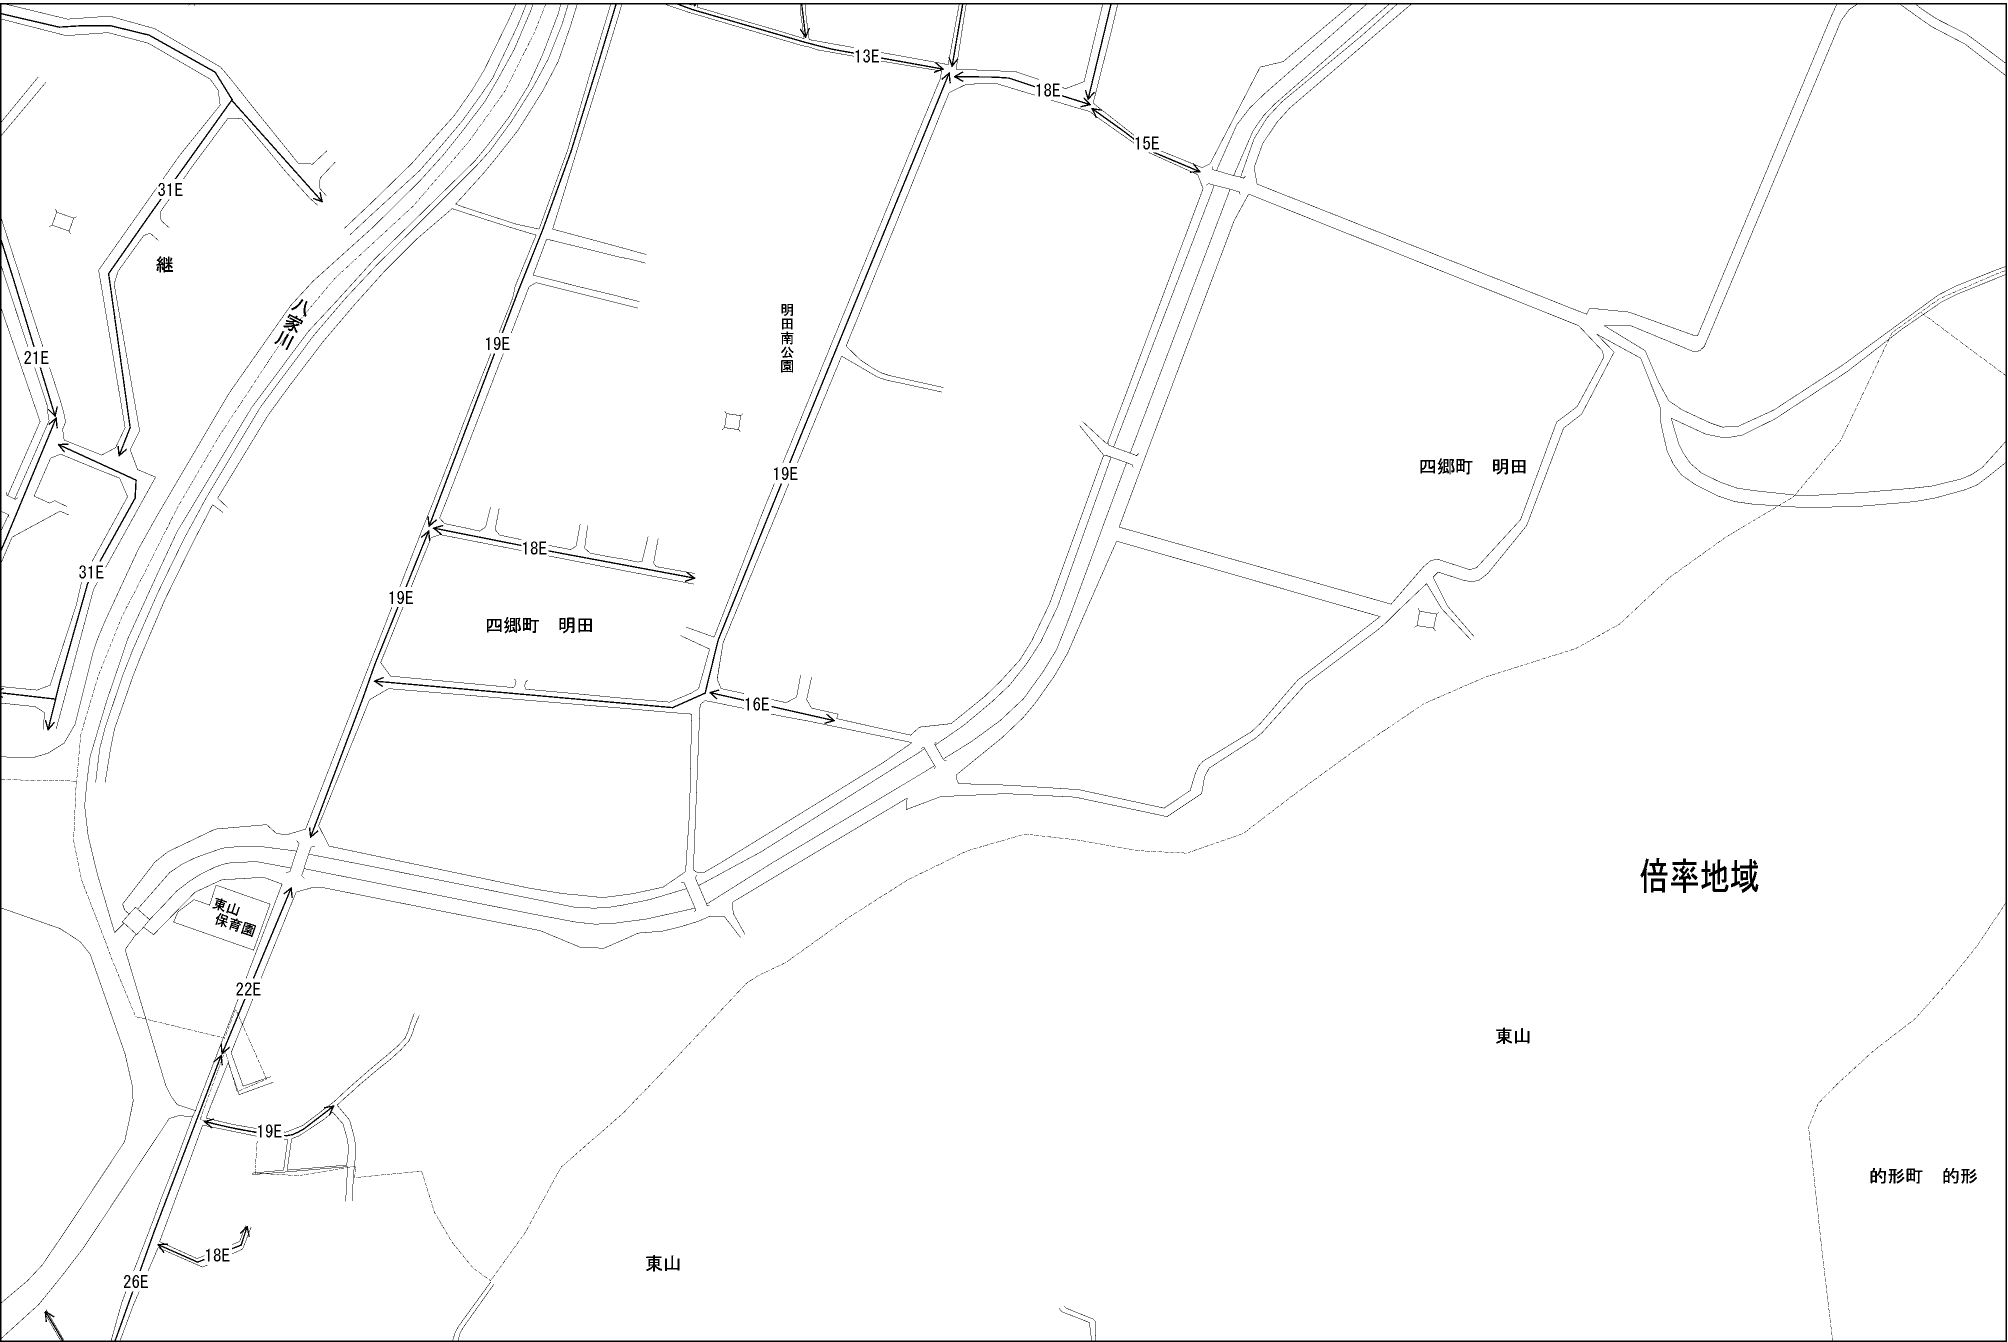 13E
18E
15E
31E
継
八家川
21E
19E
明田南公園
19E
四郷町　明田
18E
31E
19E
四郷町　明田
16E
倍率地域
東山
保育園
22E
東山
19E
的形町　的形
18E
東山
26E